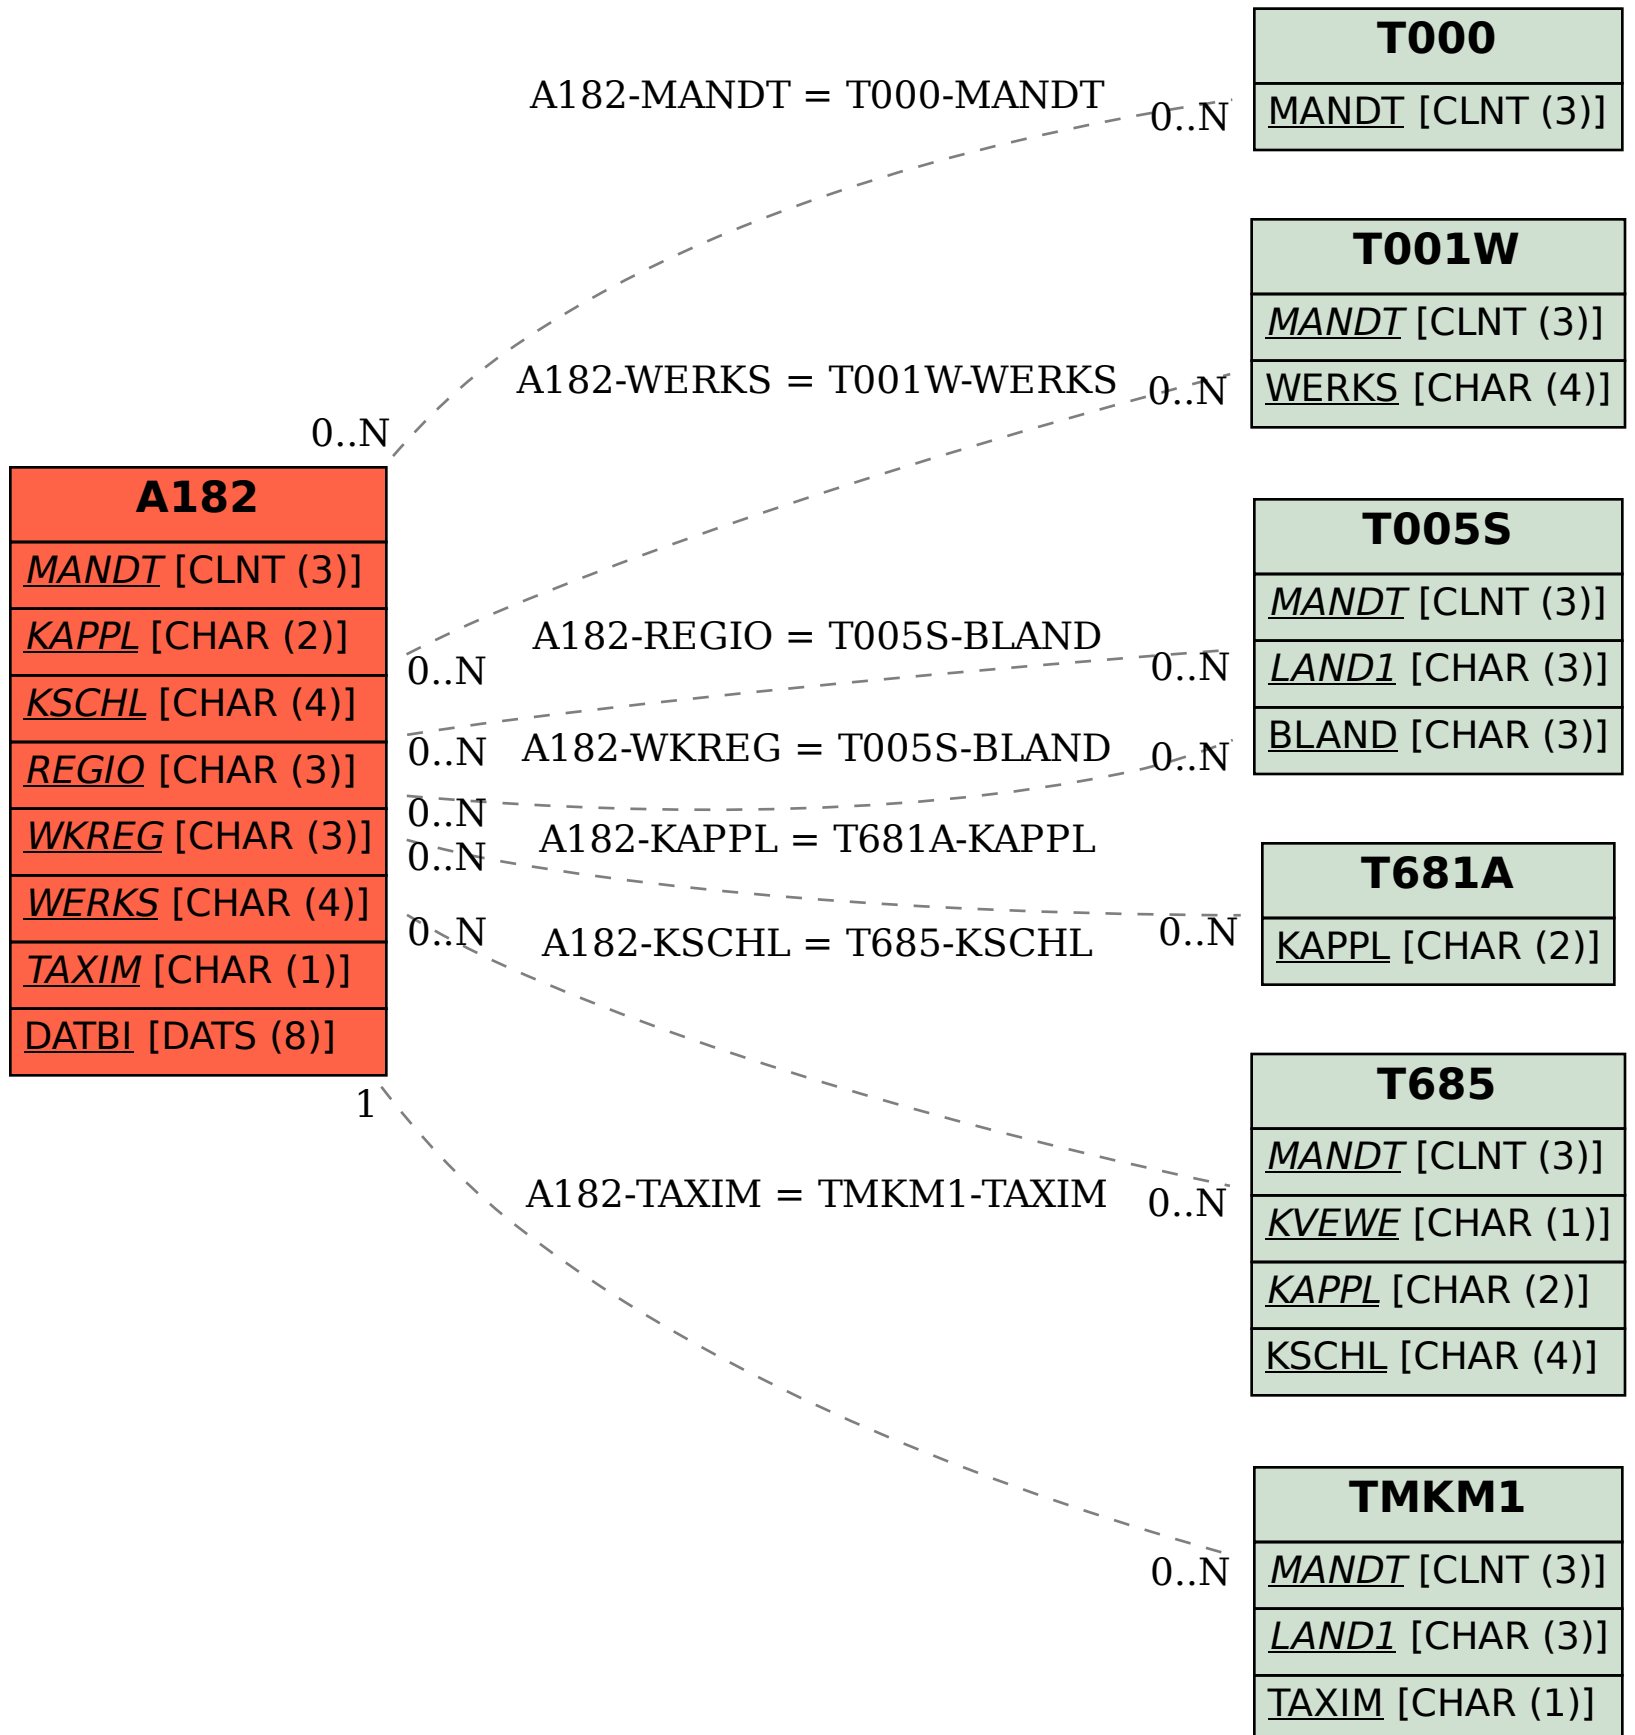 T000
MANDT [CLNT (3)]
A182-MANDT = T000-MANDT
0..N
0..N
T001W
MANDT [CLNT (3)]
WERKS [CHAR (4)]
A182-WERKS = T001W-WERKS
0..N
0..N
A182
MANDT [CLNT (3)]
KAPPL [CHAR (2)]
KSCHL [CHAR (4)]
REGIO [CHAR (3)]
WKREG [CHAR (3)]
WERKS [CHAR (4)]
TAXIM [CHAR (1)]
DATBI [DATS (8)]
T005S
MANDT [CLNT (3)]
LAND1 [CHAR (3)]
BLAND [CHAR (3)]
A182-REGIO = T005S-BLAND
0..N
0..N
A182-WKREG = T005S-BLAND
0..N
0..N
A182-KAPPL = T681A-KAPPL
0..N
0..N
T681A
KAPPL [CHAR (2)]
A182-KSCHL = T685-KSCHL
0..N
0..N
T685
MANDT [CLNT (3)]
KVEWE [CHAR (1)]
KAPPL [CHAR (2)]
KSCHL [CHAR (4)]
A182-TAXIM = TMKM1-TAXIM
1
0..N
TMKM1
MANDT [CLNT (3)]
LAND1 [CHAR (3)]
TAXIM [CHAR (1)]